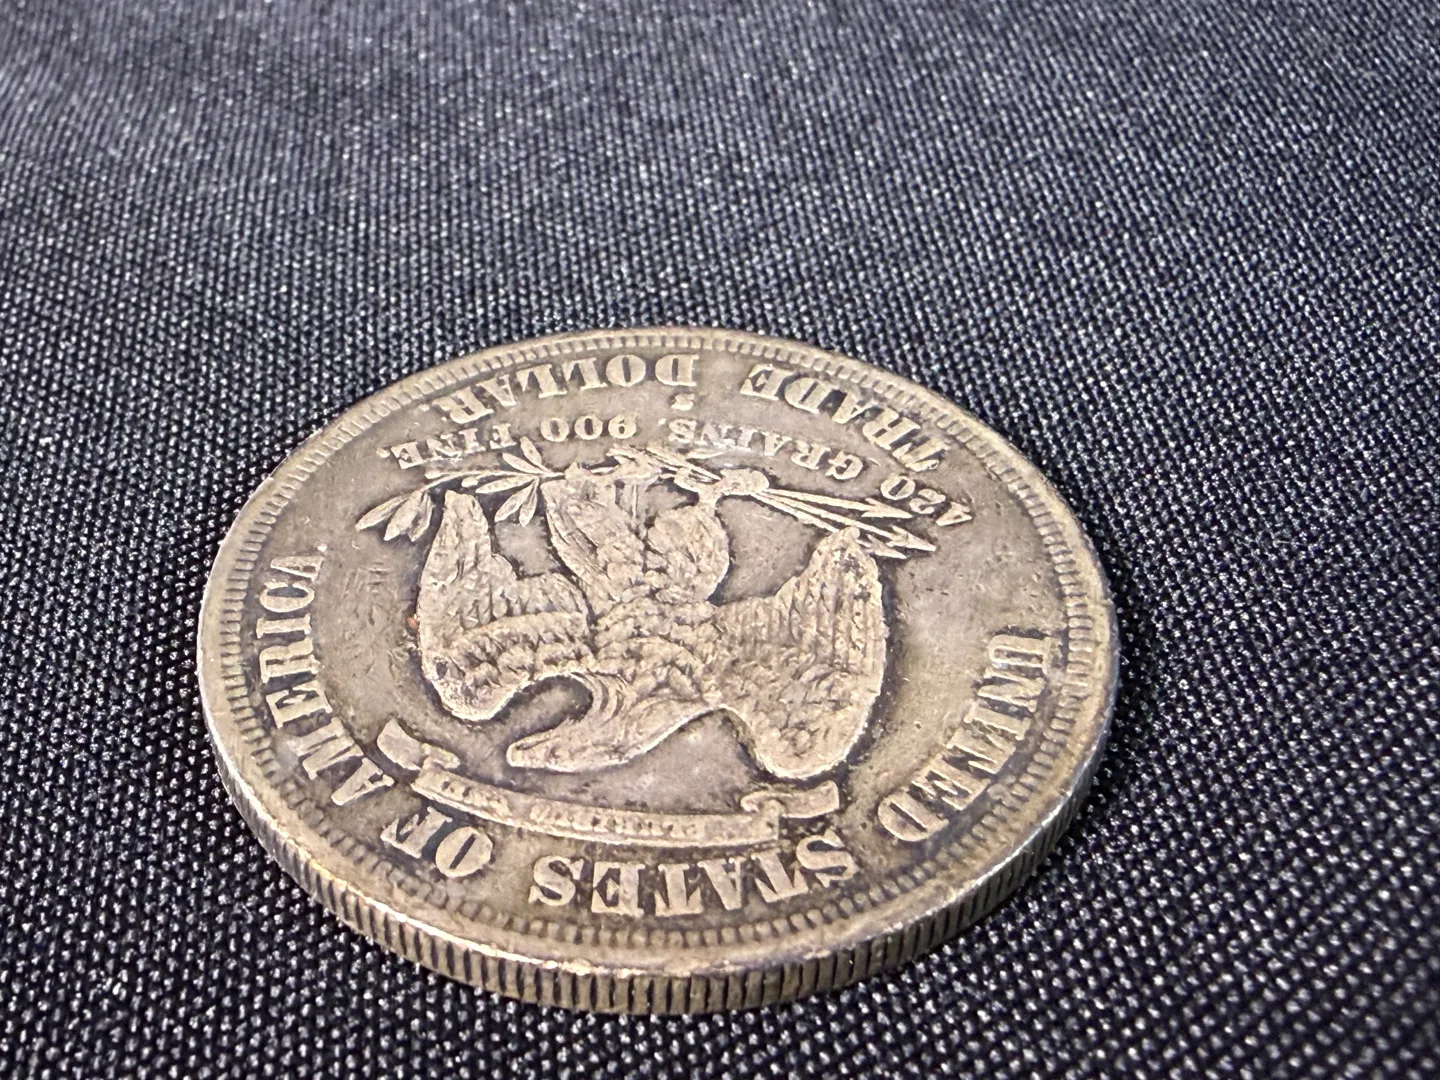 UNITED STATES OF AMERICA
420 GRAINS. 900 FINE.
S
TRADE DOLLAR.